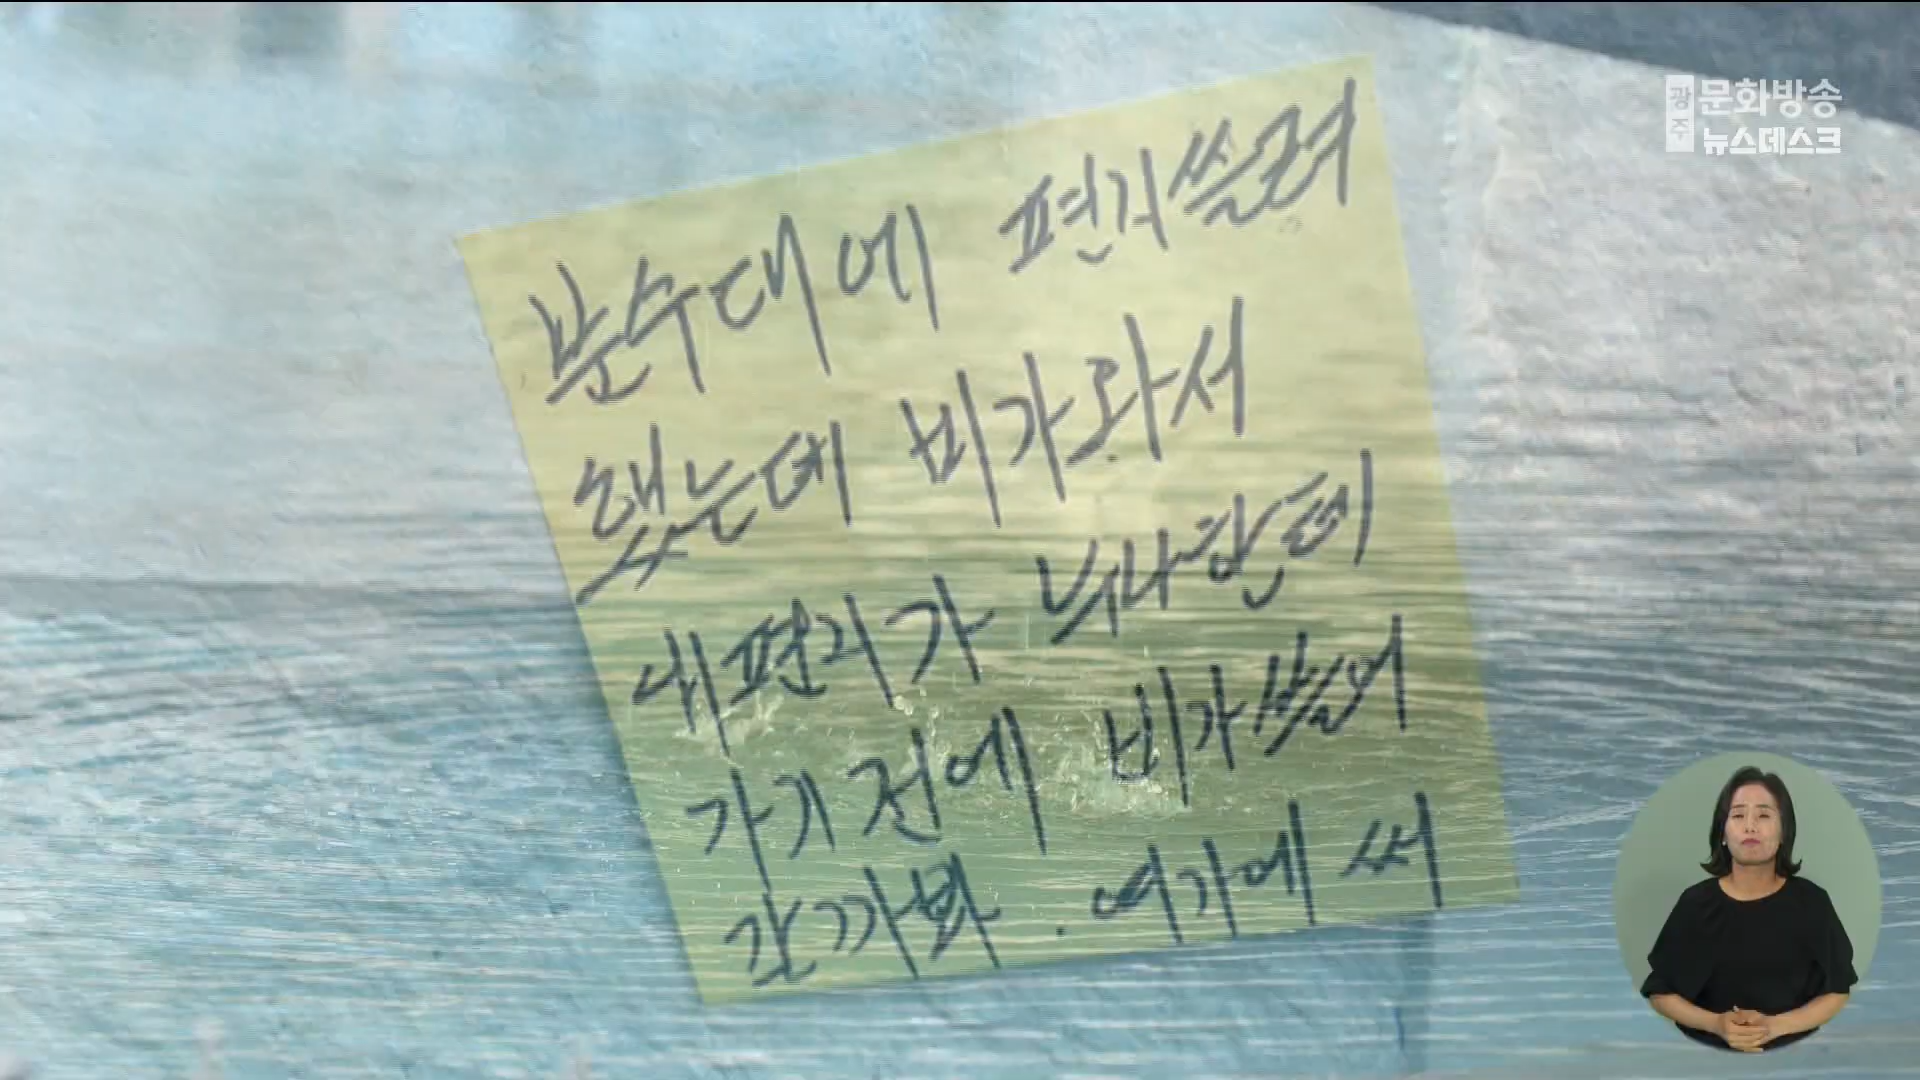 분수대에 편지쓸려
했는데 비가와서
내 편지가 누나한테
가기 전에 비가 쓸어
갈까봐. 여기에 써
광주
문화방송
뉴스데스크